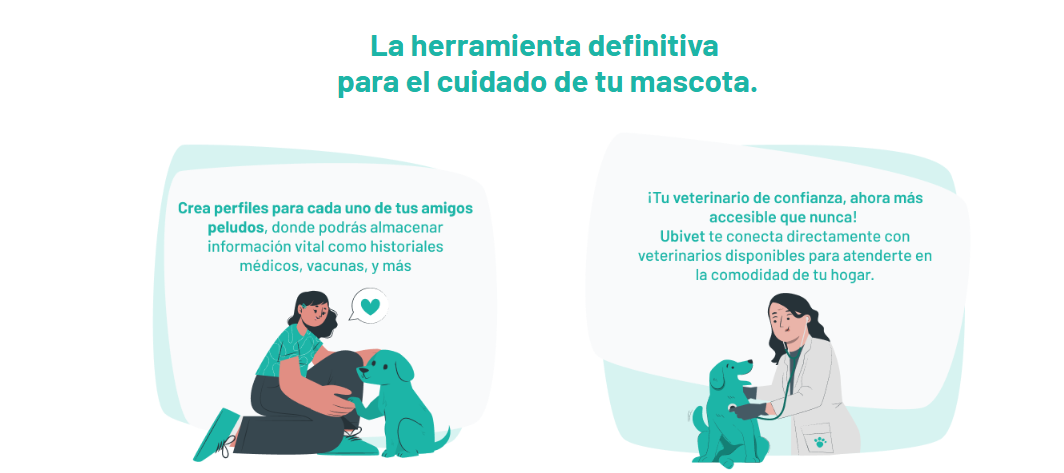 La herramienta definitiva
para el cuidado de tu mascota.
Crea perfiles para cada uno de tus amigos
peludos, donde podrás almacenar
información vital como historiales
médicos, vacunas, y más
¡Tu veterinario de confianza, ahora más
accesible que nunca!
Ubivet te conecta directamente con
veterinarios disponibles para atenderte en
la comodidad de tu hogar.